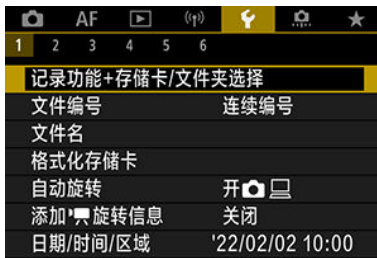 AF
1 2 3 4 5 6
记录功能+存储卡/文件夹选择
文件编号 连续编号
文件名
格式化存储卡
自动旋转 开
添加旋转信息 关闭
日期/时间/区域 '22/02/02 10:00